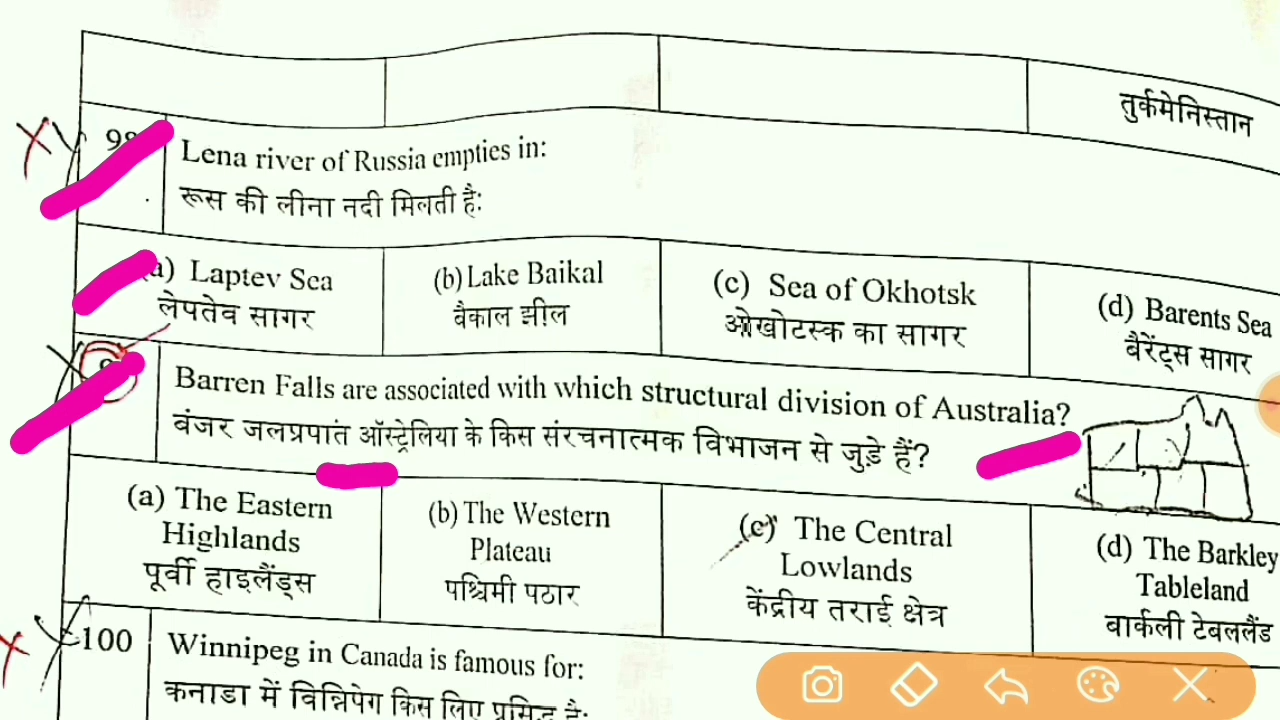 तुर्कमेनिस्तान
Lena river of Russia empties in:
रूस की लीना नदी मिलती है:
(a) Laptev Sea
लेपतेव सागर
(b) Lake Baikal
वैकाल झील
(c) Sea of Okhotsk
ओखोटस्क का सागर
(d) Barents Sea
बैरेंट्स सागर
Barren Falls are associated with which structural division of Australia?
वंजर जलप्रपातं ऑस्ट्रेलिया के किस संरचनात्मक विभाजन से जुड़े हैं?
(a) The Eastern
Highlands
पूर्वी हाइलैंड्स
(b) The Western
Plateau
पश्चिमी पठार
(c) The Central
Lowlands
केंद्रीय तराई क्षेत्र
(d) The Barkley
Tableland
वार्कली टेबललैंड
100
Winnipeg in Canada is famous for:
कनाडा में विन्निपेग किस लिए प्रसिद्ध है: